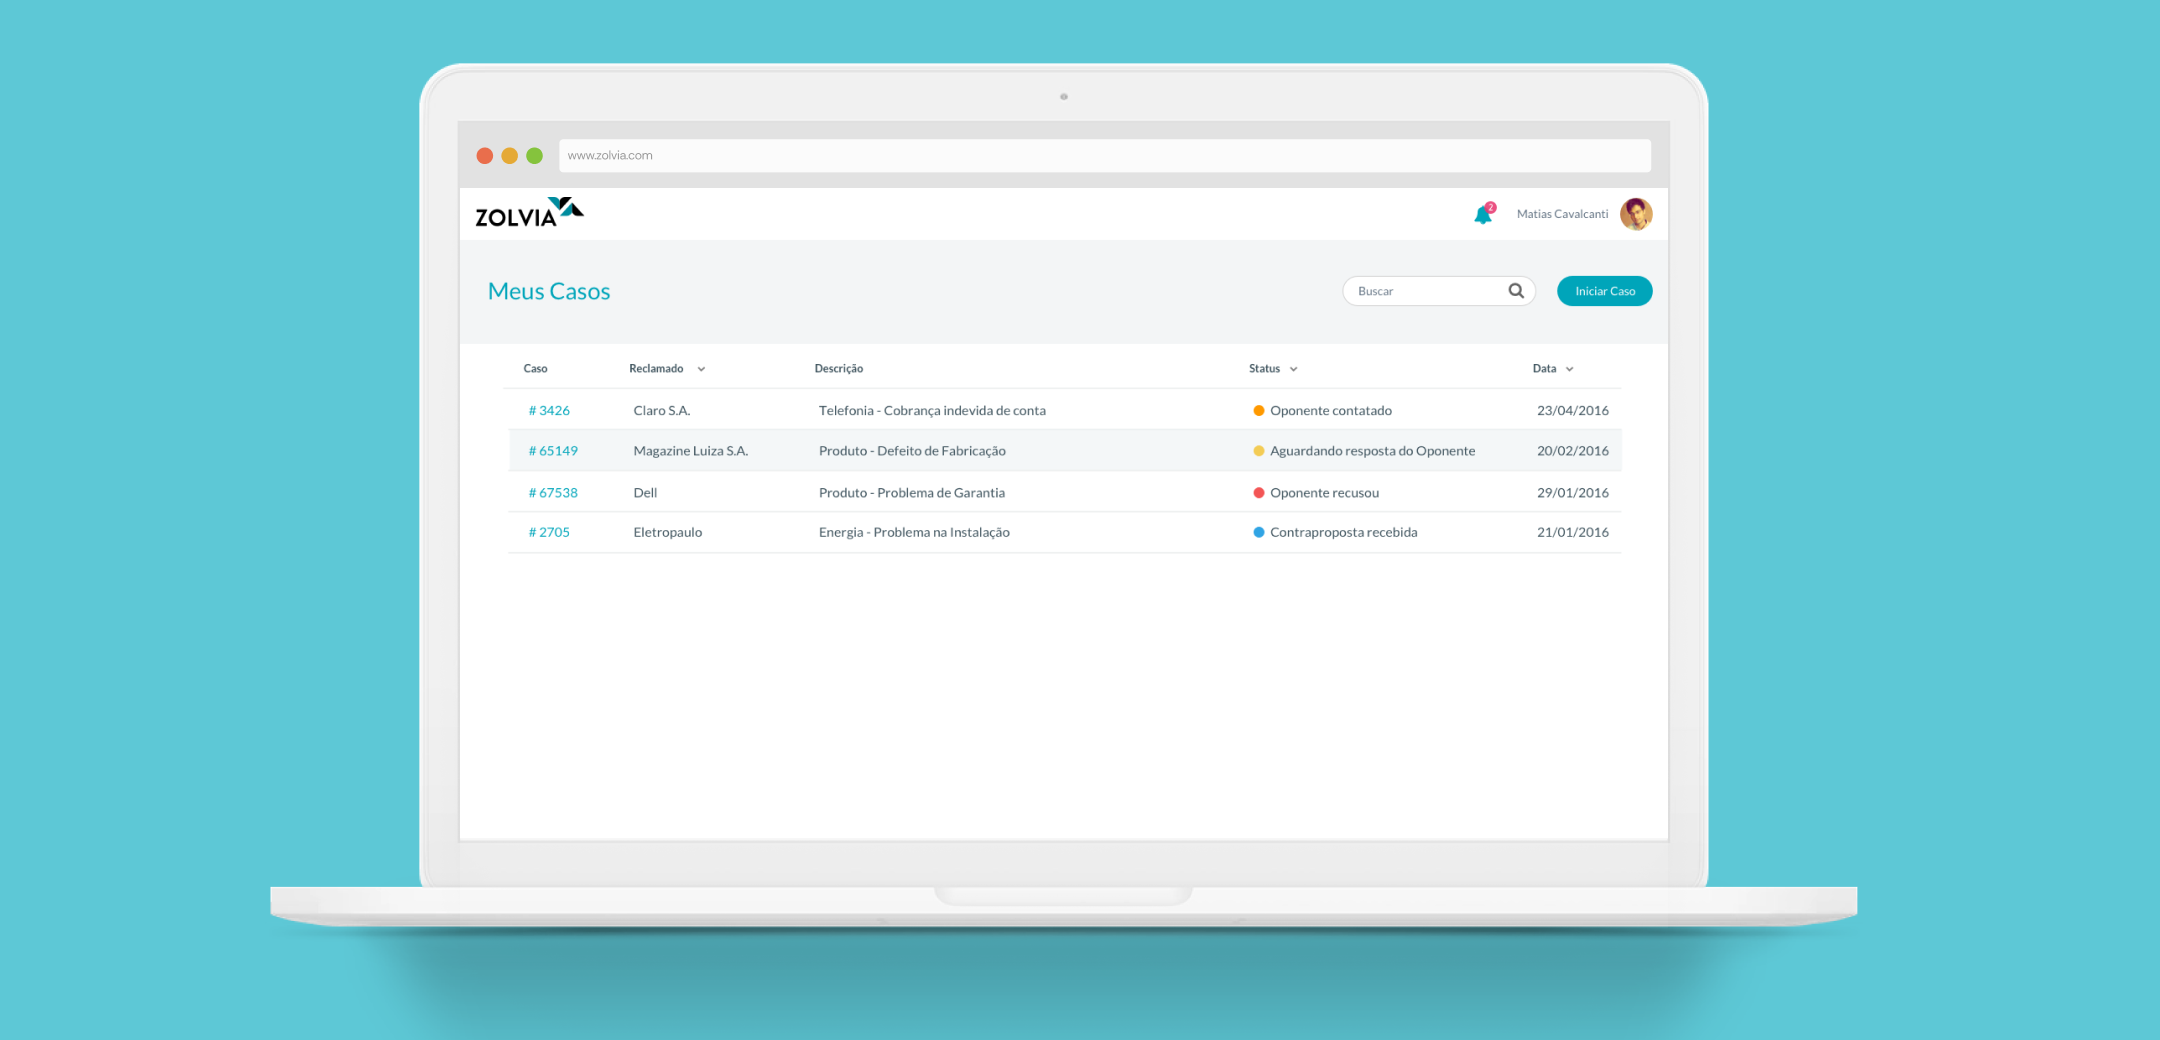 www.zolvia.com
ZOLVIA
2
Matias Cavalcanti
Meus Casos
Buscar
Iniciar Caso
Caso Reclamado Descrição Status Data
# 3426 Claro S.A. Telefonia - Cobrança indevida de conta Oponente contatado 23/04/2016
# 65149 Magazine Luiza S.A. Produto - Defeito de Fabricação Aguardando resposta do Oponente 20/02/2016
# 67538 Dell Produto - Problema de Garantia Oponente recusou 29/01/2016
# 2705 Eletropaulo Energia - Problema na Instalação Contraproposta recebida 21/01/2016